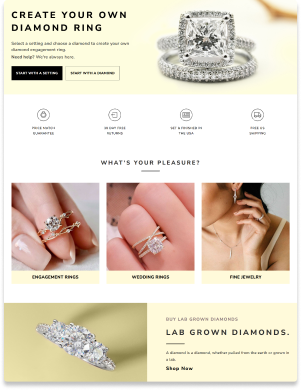 CREATE YOUR OWN
DIAMOND RING
Select a setting and choose a diamond to create your own
diamond engagement ring.
Need help? We're always here.
START WITH A SETTING
START WITH A DIAMOND
PRICE MATCH
GUARANTEE
30 DAY FREE
RETURNS
SET & FINISHED IN
THE USA
FREE US
SHIPPING
WHAT'S YOUR PLEASURE?
ENGAGEMENT RINGS
WEDDING RINGS
FINE JEWELRY
BUY LAB GROWN DIAMONDS
LAB GROWN DIAMONDS.
A diamond is a diamond, whether pulled from the earth or grown in
a lab.
Shop Now